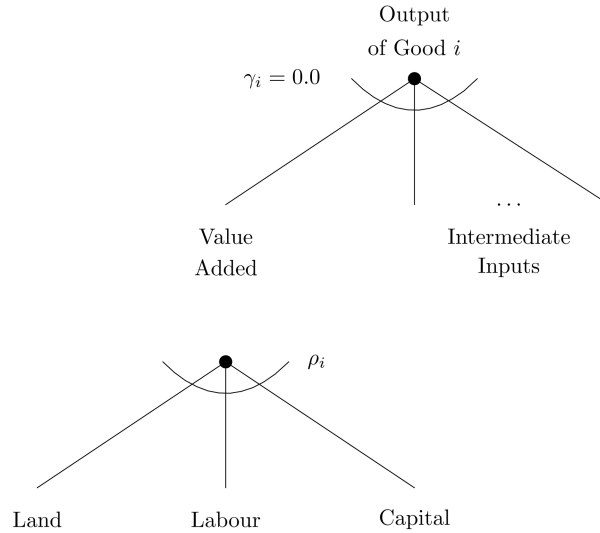 Output
of Good i
γᵢ = 0.0
...
Value
Added
Intermediate
Inputs
ρᵢ
Land
Labour
Capital